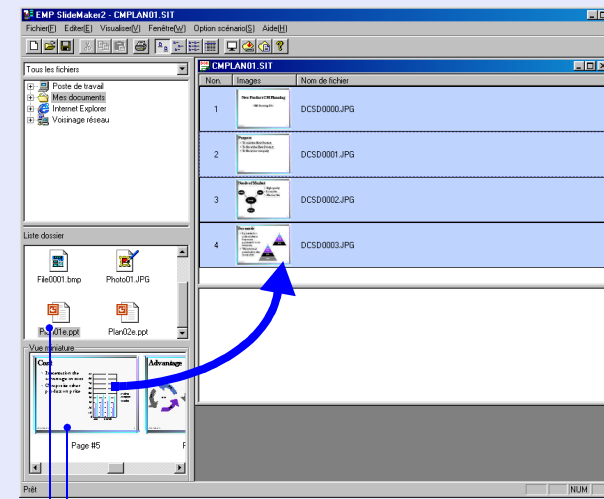 EMP SlideMaker2 - CMPLAN01.SIT
Fichier(F) Editer(E) Visualiser(V) Fenêtre(W) Option scénario(S) Aide(H)
Tous les fichiers
Poste de travail
Mes documents
Internet Explorer
Voisinage réseau
CMPLAN01.SIT
Non. Images Nom de fichier
1 DCSD0000.JPG
2 DCSD0001.JPG
3 DCSD0002.JPG
4 DCSD0003.JPG
Liste dossier
File0001.bmp Photo01.JPG
Plan01e.ppt Plan02e.ppt
Vue miniature
Cost
Advantage
Page #5
Prêt
NUM